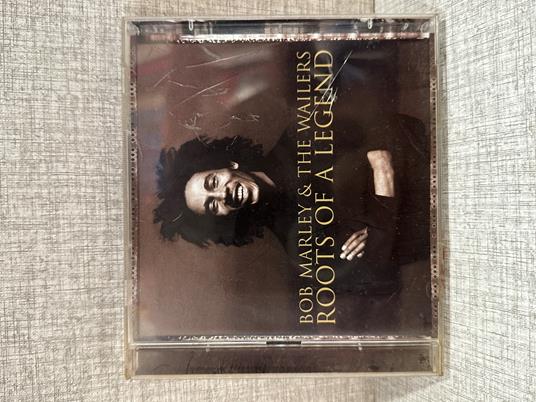 BOB MARLEY & THE WAILERS
ROOTS OF A LEGEND